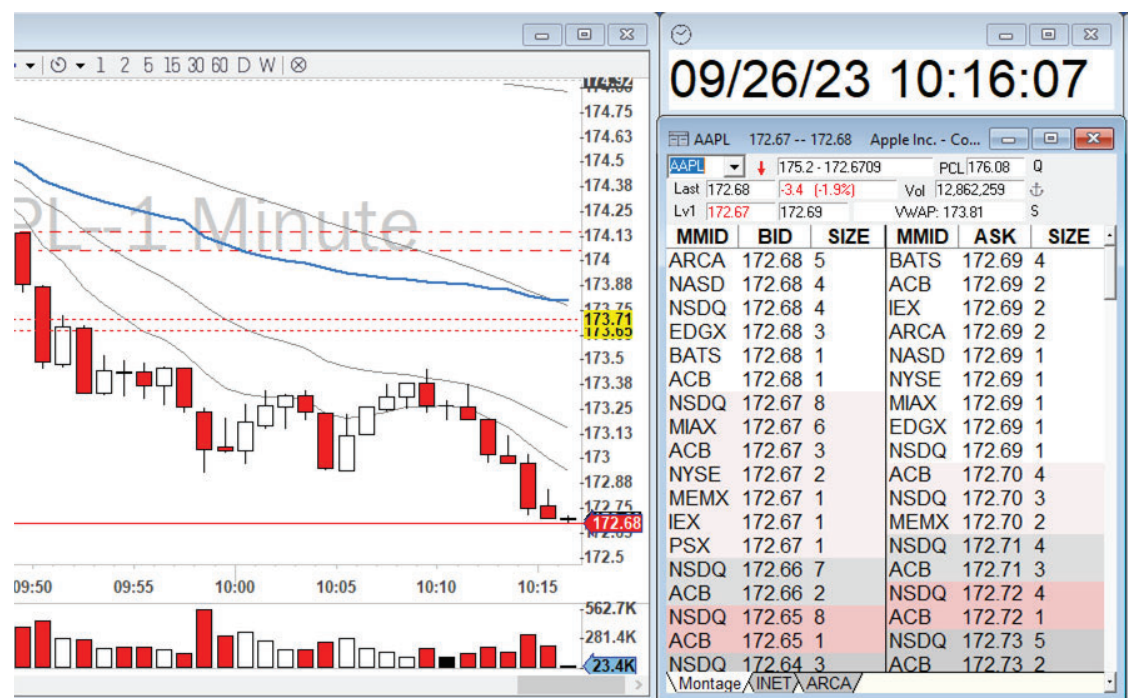 1 2 5 15 30 60 D W
PL--1 Minute
174.92
174.75
174.63
174.5
174.38
174.25
174.13
174
173.88
173.75
173.71
173.65
173.5
173.38
173.25
173.13
173
172.88
172.75
172.68
172.5
09:50 09:55 10:00 10:05 10:10 10:15
562.7K
281.4K
23.4K
09/26/23 10:16:07
AAPL 172.67 -- 172.68 Apple Inc. - Co...
AAPL 175.2 - 172.6709 PCL 176.08 Q
Last 172.68 -3.4 (-1.9%) Vol 12,862,259
Lv1 172.67 172.69 VWAP: 173.81 S
MMID BID SIZE MMID ASK SIZE
ARCA 172.68 5 BATS 172.69 4
NASD 172.68 4 ACB 172.69 2
NSDQ 172.68 4 IEX 172.69 2
EDGX 172.68 3 ARCA 172.69 2
BATS 172.68 1 NASD 172.69 1
ACB 172.68 1 NYSE 172.69 1
NSDQ 172.67 8 MIAX 172.69 1
MIAX 172.67 6 EDGX 172.69 1
ACB 172.67 3 NSDQ 172.69 1
NYSE 172.67 2 ACB 172.70 4
MEMX 172.67 1 NSDQ 172.70 3
IEX 172.67 1 MEMX 172.70 2
PSX 172.67 1 NSDQ 172.71 4
NSDQ 172.66 7 ACB 172.71 3
ACB 172.66 2 NSDQ 172.72 4
NSDQ 172.65 8 ACB 172.72 1
ACB 172.65 1 NSDQ 172.73 5
NSDQ 172.64 3 ACB 172.73 2
Montage INET ARCA